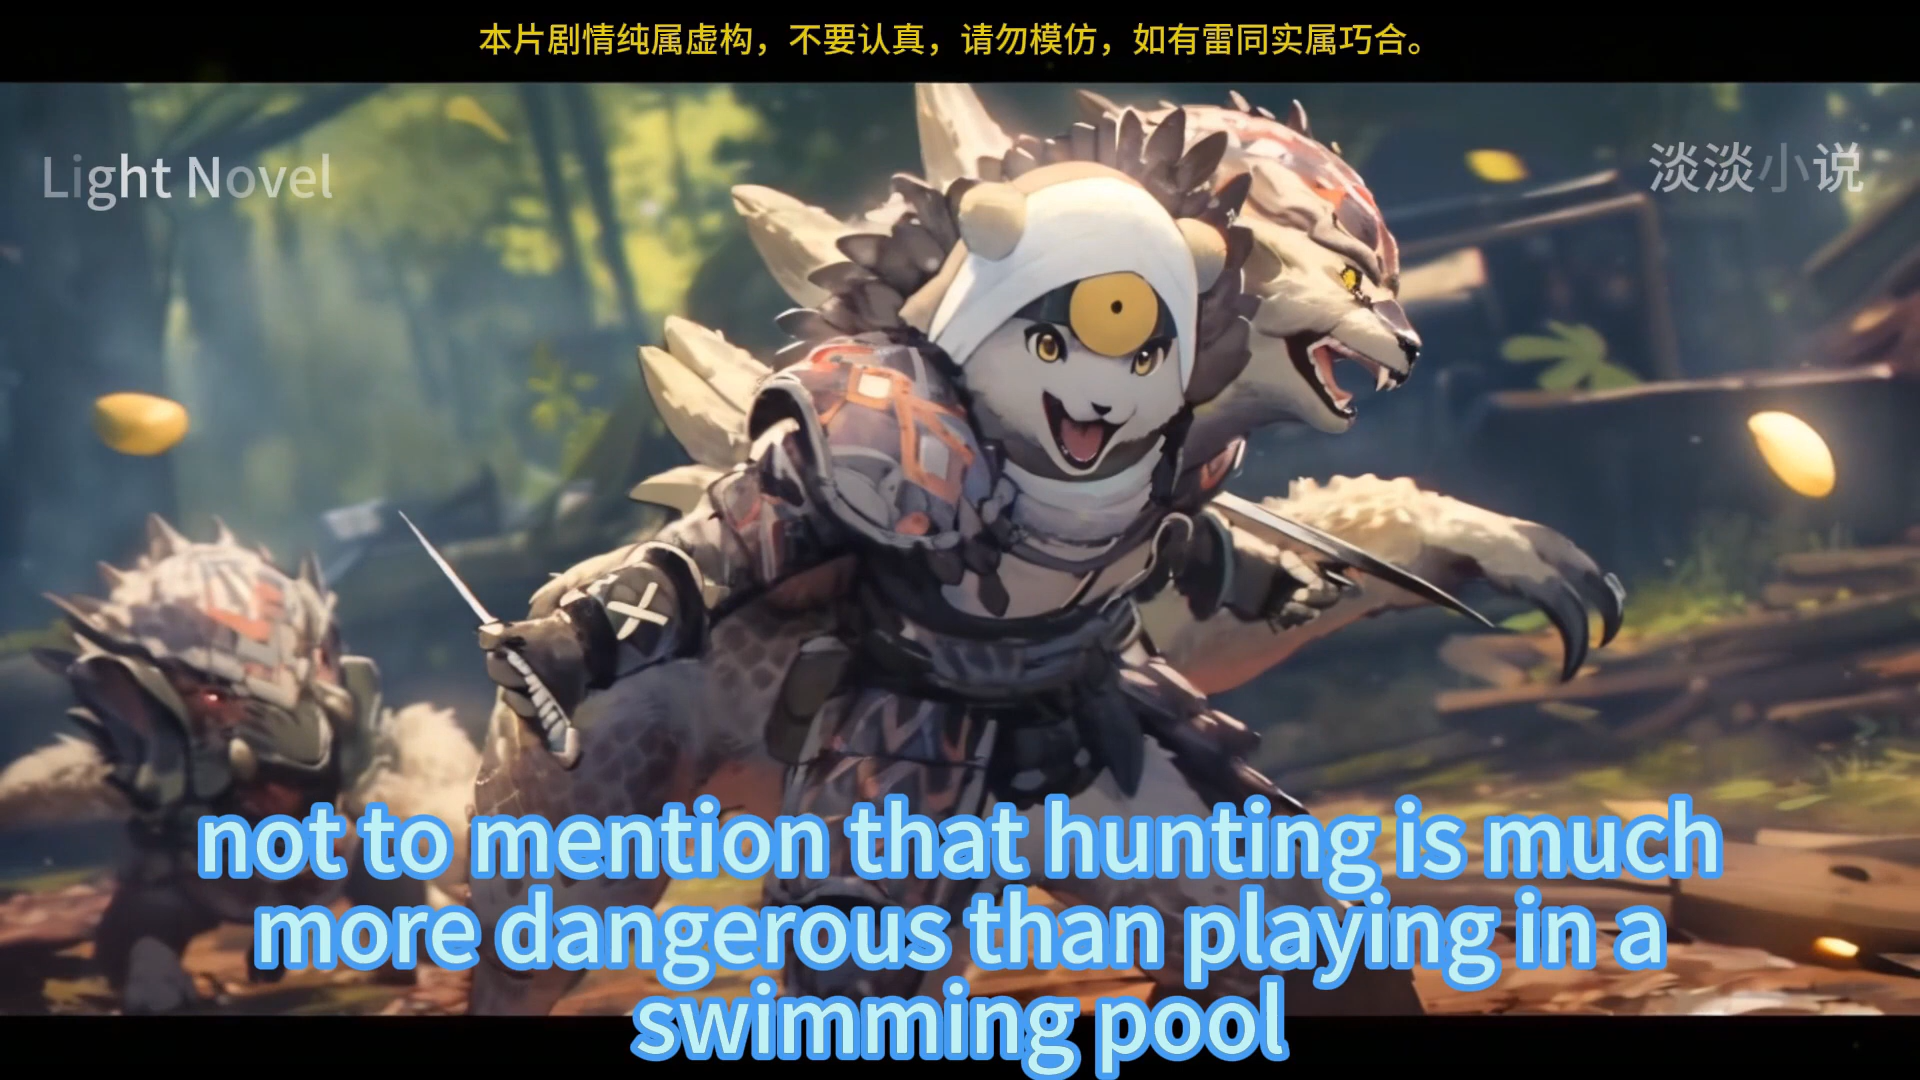 本片剧情纯属虚构，不要认真，请勿模仿，如有雷同实属巧合。
Light Novel
淡淡小说
not to mention that hunting is much
more dangerous than playing in a
swimming pool